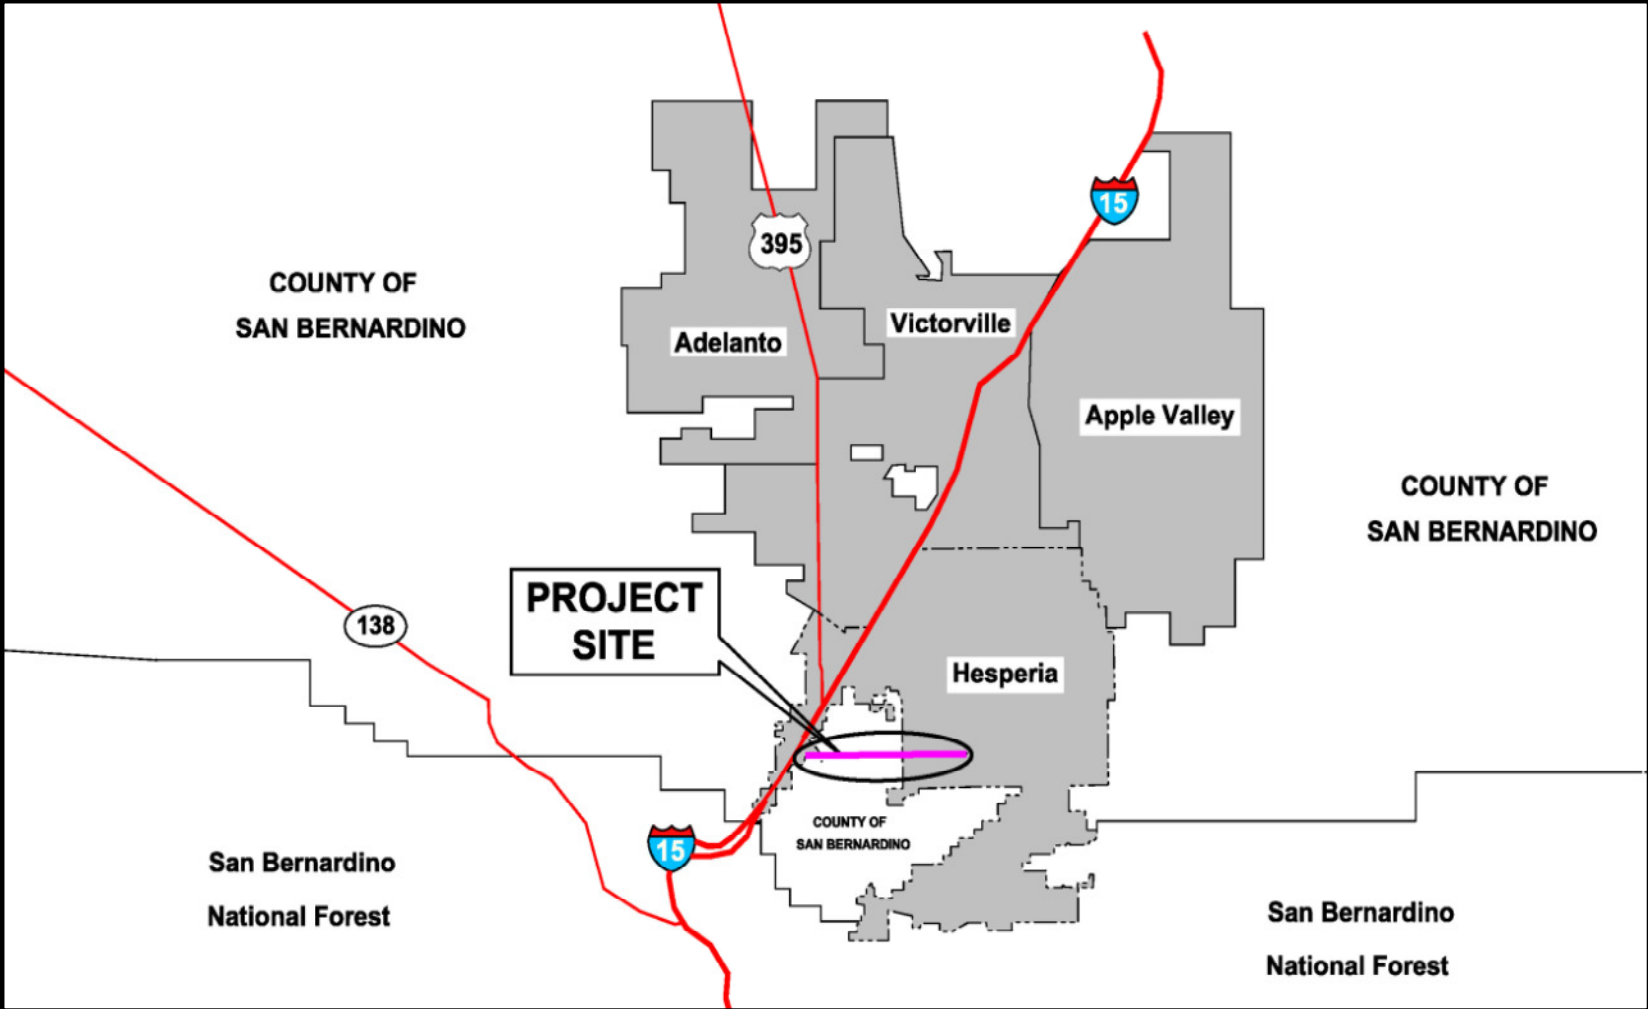 15
395
COUNTY OF
SAN BERNARDINO
Victorville
Adelanto
Apple Valley
COUNTY OF
SAN BERNARDINO
PROJECT
SITE
138
Hesperia
COUNTY OF
SAN BERNARDINO
15
San Bernardino
National Forest
San Bernardino
National Forest